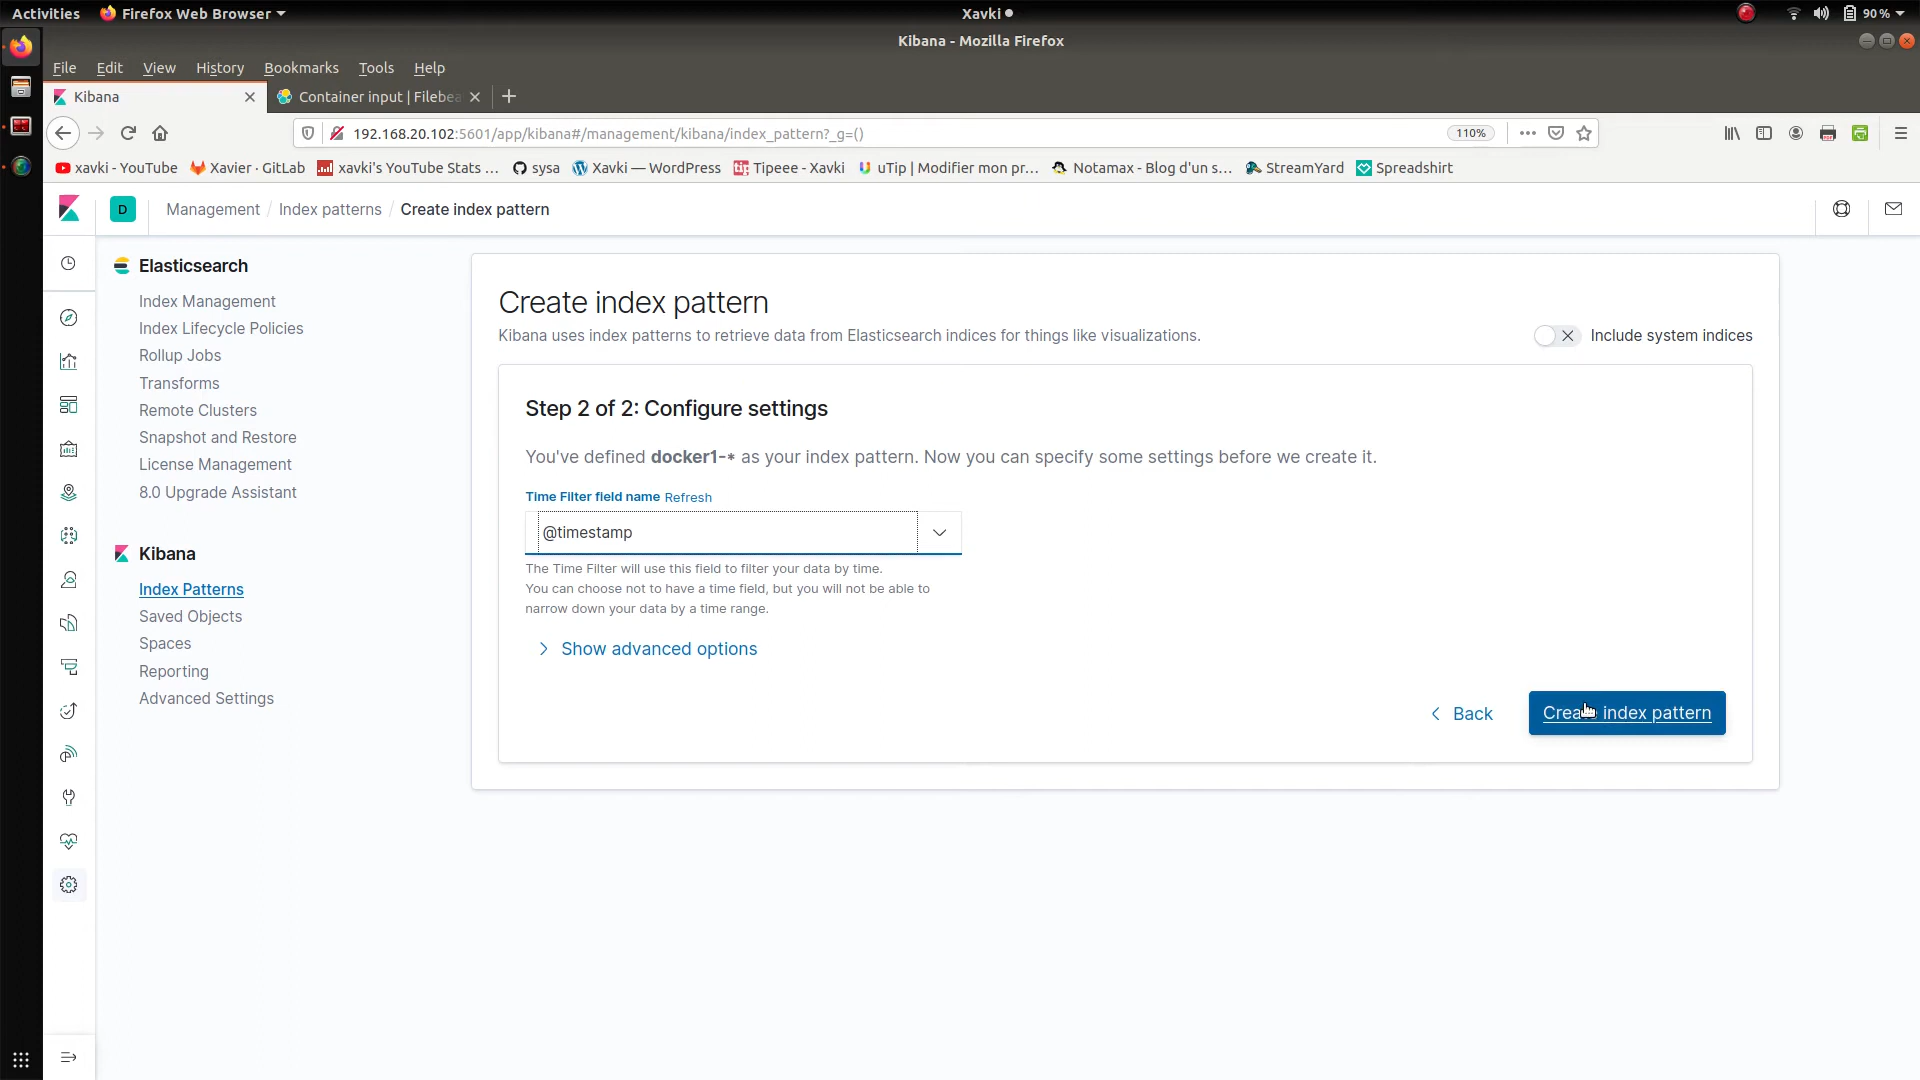 Activities Firefox Web Browser Xavki 90 %
Kibana - Mozilla Firefox
File Edit View History Bookmarks Tools Help
Kibana Container input | Filebea
192.168.20.102:5601/app/kibana#/management/kibana/index_pattern?_g=() 110%
xavki - YouTube Xavier · GitLab xavki's YouTube Stats ... sysa Xavki — WordPress Tipeee - Xavki uTip | Modifier mon pr... Notamax - Blog d'un s... StreamYard Spreadshirt
D Management / Index patterns / Create index pattern
Elasticsearch
Index Management
Index Lifecycle Policies
Rollup Jobs
Transforms
Remote Clusters
Snapshot and Restore
License Management
8.0 Upgrade Assistant
Kibana
Index Patterns
Saved Objects
Spaces
Reporting
Advanced Settings
Create index pattern
Kibana uses index patterns to retrieve data from Elasticsearch indices for things like visualizations.
Include system indices
Step 2 of 2: Configure settings
You've defined docker1-* as your index pattern. Now you can specify some settings before we create it.
Time Filter field name Refresh
@timestamp
The Time Filter will use this field to filter your data by time.
You can choose not to have a time field, but you will not be able to
narrow down your data by a time range.
Show advanced options
Back Create index pattern